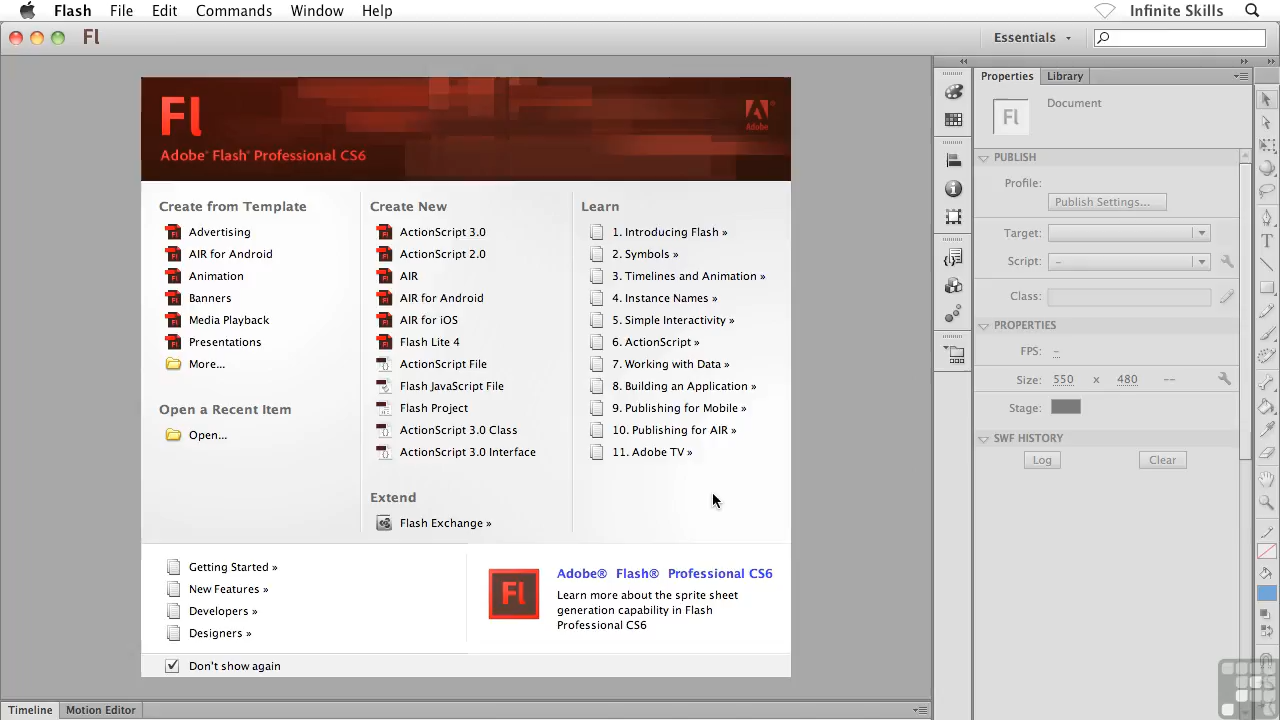 Flash File Edit Commands Window Help Infinite Skills
Fl Essentials
Fl
Adobe
Adobe® Flash® Professional CS6
Create from Template
Advertising
AIR for Android
Animation
Banners
Media Playback
Presentations
More...
Open a Recent Item
Open...
Create New
ActionScript 3.0
ActionScript 2.0
AIR
AIR for Android
AIR for iOS
Flash Lite 4
ActionScript File
Flash JavaScript File
Flash Project
ActionScript 3.0 Class
ActionScript 3.0 Interface
Extend
Flash Exchange »
Learn
1. Introducing Flash »
2. Symbols »
3. Timelines and Animation »
4. Instance Names »
5. Simple Interactivity »
6. ActionScript »
7. Working with Data »
8. Building an Application »
9. Publishing for Mobile »
10. Publishing for AIR »
11. Adobe TV »
Getting Started »
New Features »
Developers »
Designers »
Fl
Adobe® Flash® Professional CS6
Learn more about the sprite sheet
generation capability in Flash
Professional CS6
Don't show again
Timeline Motion Editor
Properties Library
Fl Document
PUBLISH
Profile:
Publish Settings...
Target:
Script: –
Class:
PROPERTIES
FPS: –
Size: 550 x 480 --
Stage:
SWF HISTORY
Log Clear